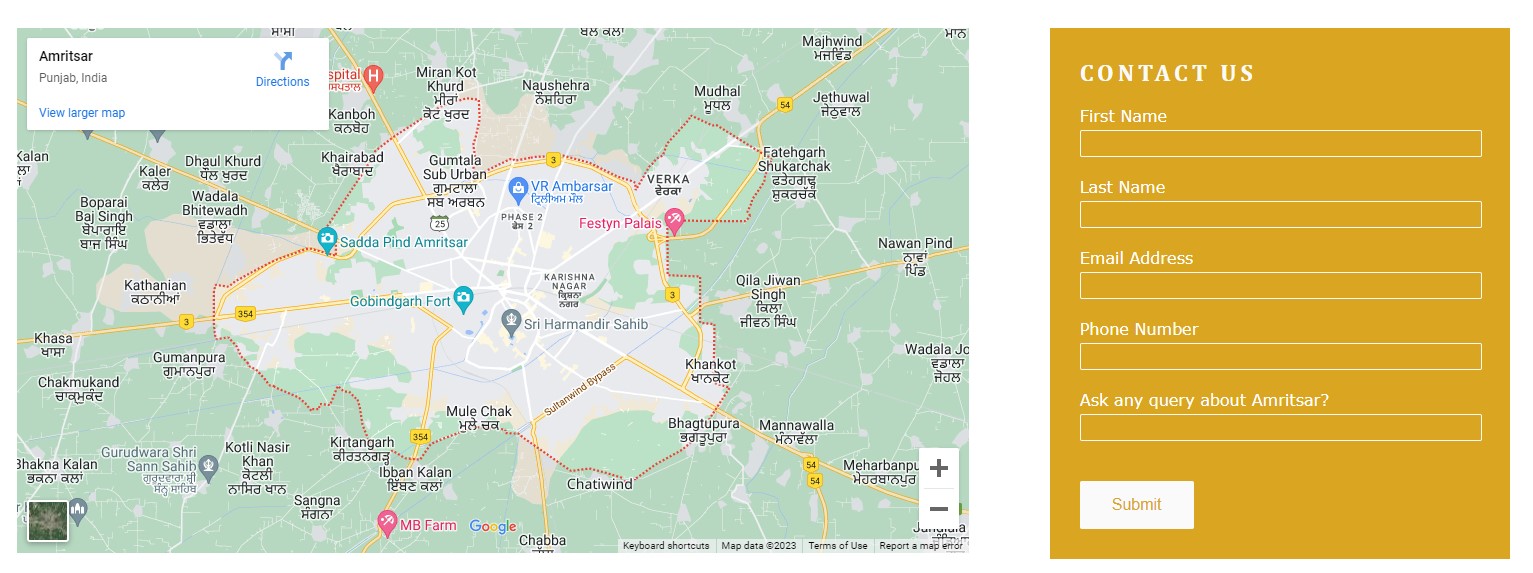 ਸਾਂਸੀ
ਬਲ ਕਲਾਂ
ਮਾਨ
Amritsar
Punjab, India
Directions
View larger map
Majhwind
ਮਜਵਿੰਡ
spital
ਹਸਪਤਾਲ
H
Miran Kot
Khurd
ਮੀਰਾਂ
ਕੋਟ ਖੁਰਦ
Naushehra
ਨੌਸ਼ਹਿਰਾ
Mudhal
ਮੂਧਲ
54
Jethuwal
ਜੇਠੂਵਾਲ
Kanboh
ਕਨਬੋਹ
Kalan
ਲਾਂ
Dhaul Khurd
ਧੌਲ ਖੁਰਦ
Kaler
ਕਲੇਰ
Khairabad
ਖੈਰਾਬਾਦ
Gumtala
Sub Urban
ਗੁਮਟਾਲਾ
ਸਬ ਅਰਬਨ
3
Fatehgarh
Shukarchak
ਫਤੇਹਗੜ੍ਹ
ਸ਼ੁਕਰਚੱਕ
VERKA
ਵੇਰਕਾ
VR Ambarsar
ਟ੍ਰਿਲੀਅਮ ਮੌਲ
Wadala
Bhitewadh
ਵਡਾਲਾ
ਭਿਤੇਵੱਧ
Boparai
Baj Singh
ਬੋਪਾਰਾਇ
ਬਾਜ ਸਿੰਘ
PHASE 2
ਫੇਸ 2
25
Festyn Palais
Sadda Pind Amritsar
Nawan Pind
ਨਾਵਾਂ
ਪਿੰਡ
Kathanian
ਕਠਾਨੀਆਂ
KARISHNA
NAGAR
ਕ੍ਰਿਸ਼ਨਾ
ਨਗਰ
Qila Jiwan
Singh
ਕਿਲਾ
ਜੀਵਨ ਸਿੰਘ
3
Gobindgarh Fort
354
3
Sri Harmandir Sahib
Khasa
ਖਾਸਾ
Gumanpura
ਗੁਮਾਨਪੁਰਾ
Wadala Jo
ਵਡਾਲਾ
ਜੋਹਲ
Khankot
ਖਾਨਕੋਟ
Chakmukand
ਚਾਕਮੁਕੰਦ
Sultanwind Bypass
Mule Chak
ਮੁਲੇ ਚਕ
Bhagtupura
ਭਗਤੂਪੁਰਾ
Mannawalla
ਮੰਨਾਵੱਲਾ
354
Kirtangarh
ਕੀਰਤਨਗੜ੍ਹ
Gurudwara Shri
Sann Sahib
ਗੁਰਦਵਾਰਾ ਸ਼੍ਰੀ
ਸੰਨ੍ਹ ਸਾਹਿਬ
Kotli Nasir
Khan
ਕੋਟਲੀ
ਨਾਸਿਰ ਖਾਨ
Bhakna Kalan
ਭਕਨਾ ਕਲਾਂ
Ibban Kalan
ਇੱਬਣ ਕਲਾਂ
54
54
Meharbanpu
ਮੇਹਰਬਾਨਪੁਰ
Chatiwind
Sangna
ਸੰਗਨਾ
MB Farm
Google
Chabba
Jandiala
Keyboard shortcuts
Map data ©2023
Terms of Use
Report a map error
CONTACT US
First Name
Last Name
Email Address
Phone Number
Ask any query about Amritsar?
Submit